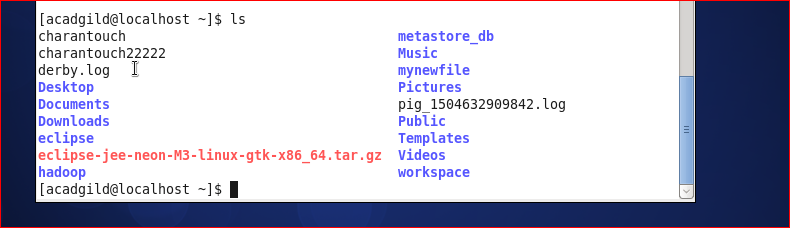 [acadgild@localhost ~]$ ls
charantouch metastore_db
charantouch22222 Music
derby.log mynewfile
Desktop Pictures
Documents pig_1504632909842.log
Downloads Public
eclipse Templates
eclipse-jee-neon-M3-linux-gtk-x86_64.tar.gz Videos
hadoop workspace
[acadgild@localhost ~]$